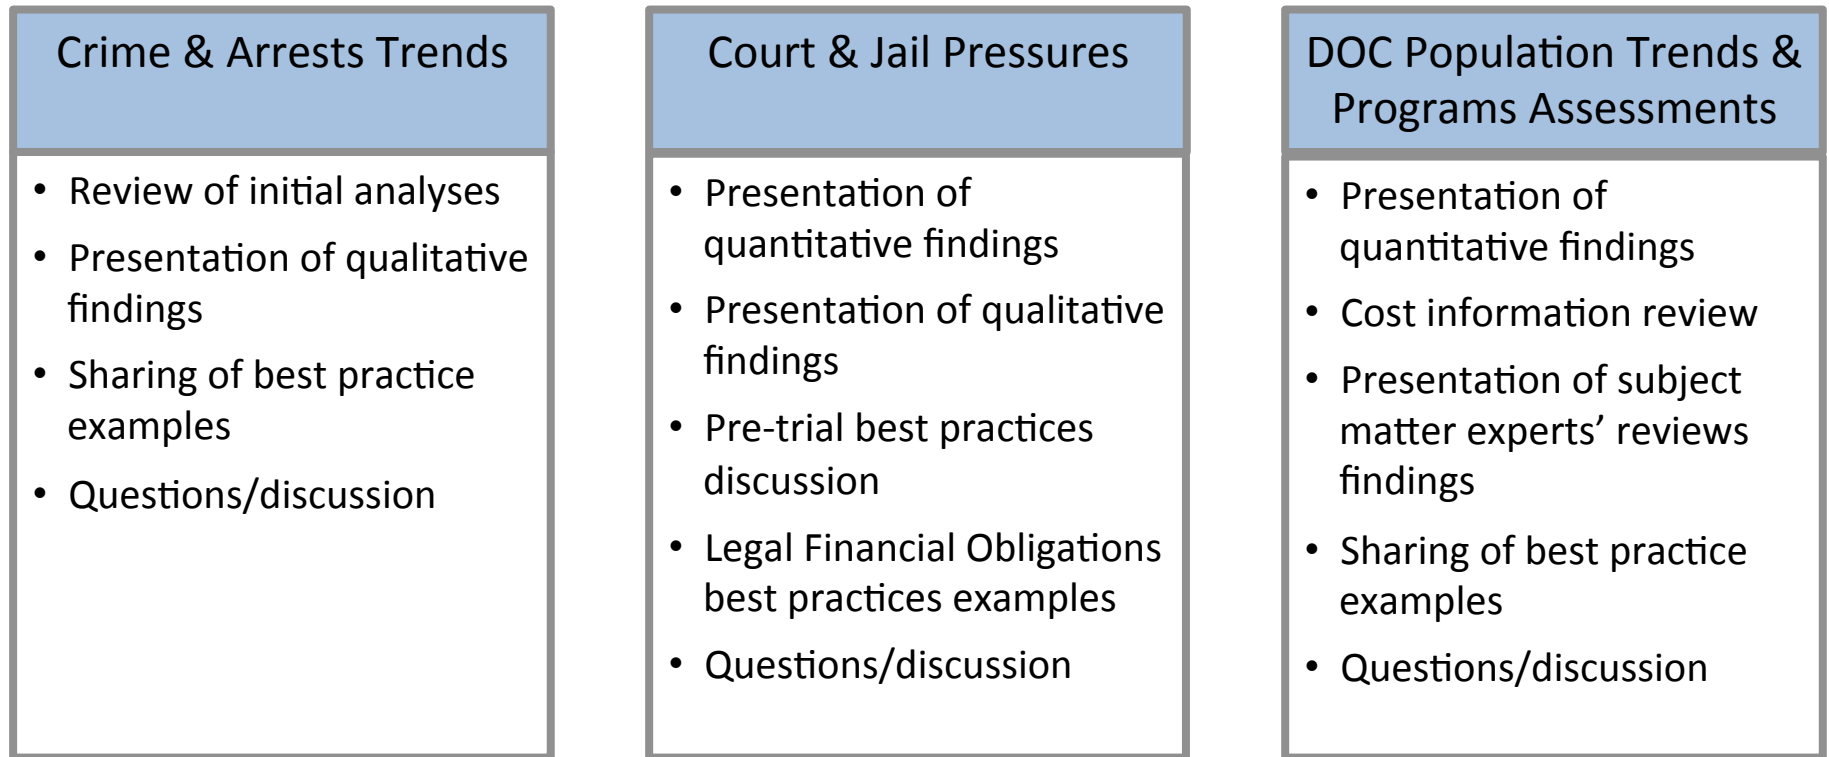 Crime & Arrests Trends
• Review of initial analyses
• Presentation of qualitative
findings
• Sharing of best practice
examples
• Questions/discussion
Court & Jail Pressures
• Presentation of
quantitative findings
• Presentation of qualitative
findings
• Pre-trial best practices
discussion
• Legal Financial Obligations
best practices examples
• Questions/discussion
DOC Population Trends &
Programs Assessments
• Presentation of
quantitative findings
• Cost information review
• Presentation of subject
matter experts’ reviews
findings
• Sharing of best practice
examples
• Questions/discussion